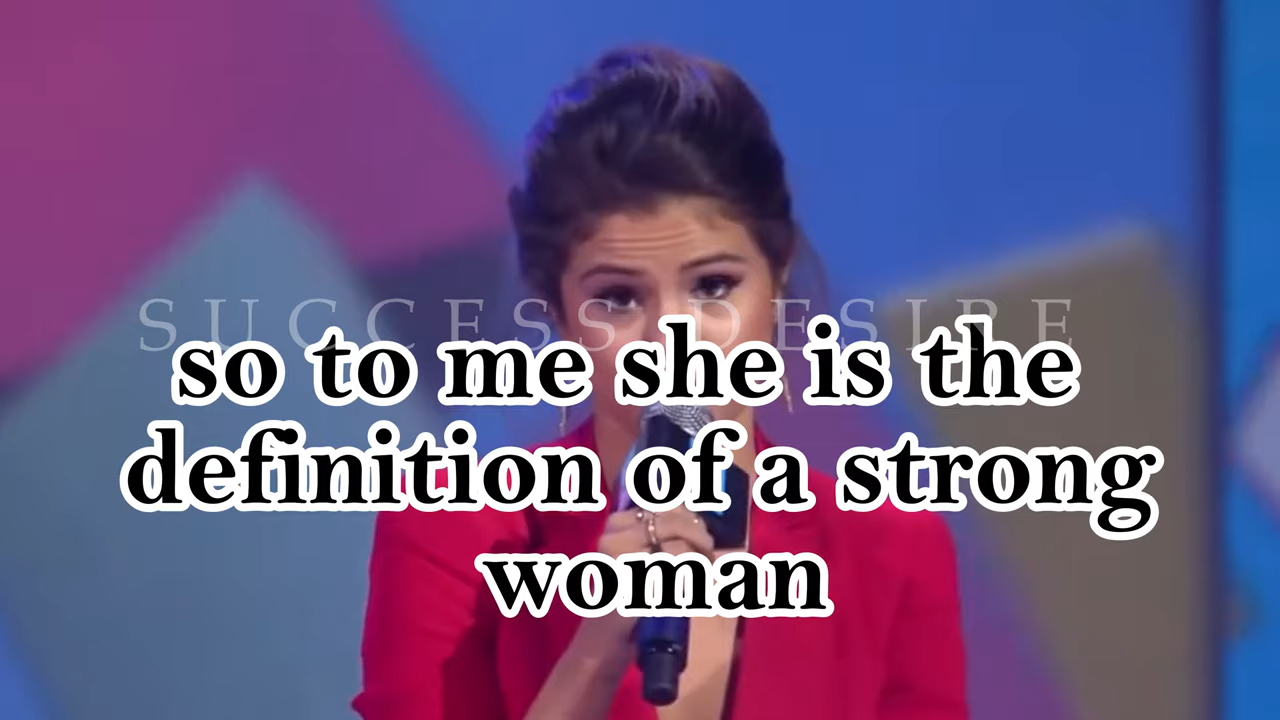 SUCCESS DESIRE
so to me she is the
definition of a strong
woman